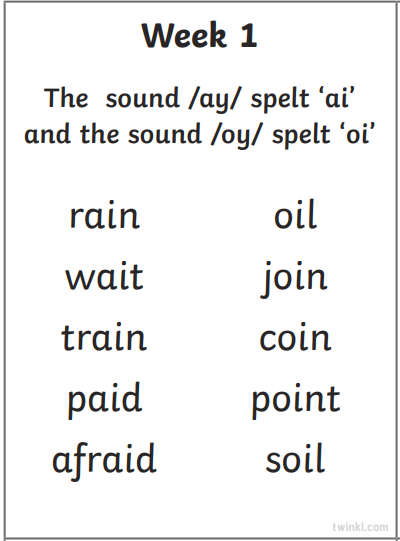 Week 1
The sound /ay/ spelt ‘ai’
and the sound /oy/ spelt ‘oi’
rain oil
wait join
train coin
paid point
afraid soil
twinkl.com